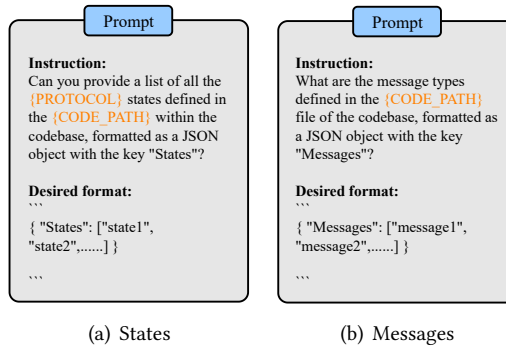 Prompt
Instruction:
Can you provide a list of all the
{PROTOCOL} states defined in
the {CODE_PATH} within the
codebase, formatted as a JSON
object with the key "States"?
Desired format:
```
{ "States": ["state1",
"state2",......] }
```
(a) States
Prompt
Instruction:
What are the message types
defined in the {CODE_PATH}
file of the codebase, formatted as
a JSON object with the key
"Messages"?
Desired format:
```
{ "Messages": ["message1",
"message2",......] }
```
(b) Messages